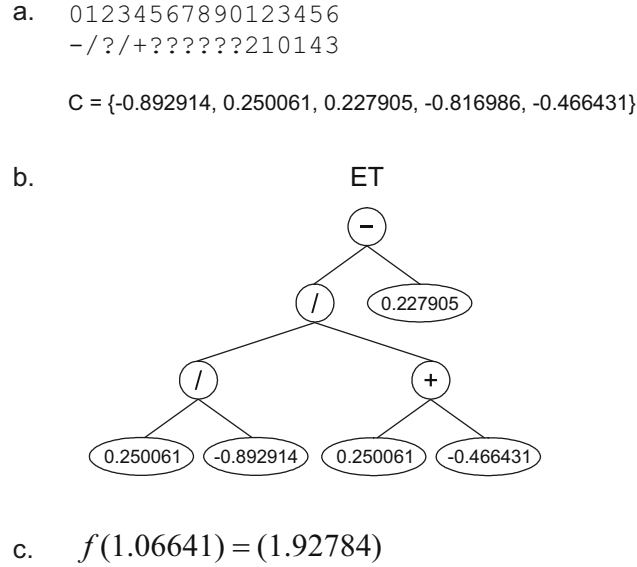 a. 01234567890123456
-/?/+??????210143
C = {-0.892914, 0.250061, 0.227905, -0.816986, -0.466431}
b. ET
-
/ 0.227905
/ +
0.250061 -0.892914 0.250061 -0.466431
c. f(1.06641) = (1.92784)